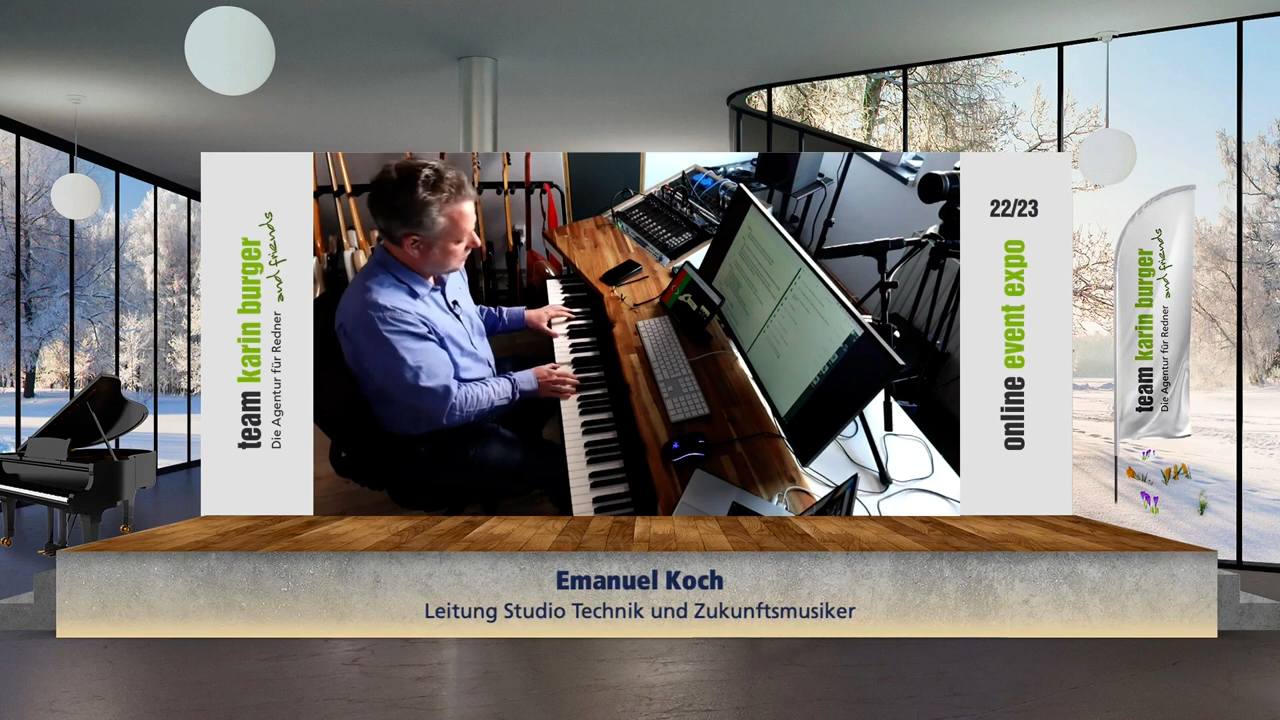 team karin burger
and friends
Die Agentur für Redner
22/23
online event expo
team karin burger
and friends
Die Agentur für Redner
Emanuel Koch
Leitung Studio Technik und Zukunftsmusiker